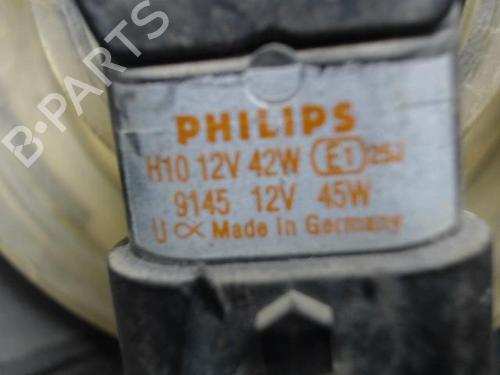 B-PARTS
PHILIPS
H10 12V 42W E1 25J
9145 12V 45W
U ∝ Made in Germany